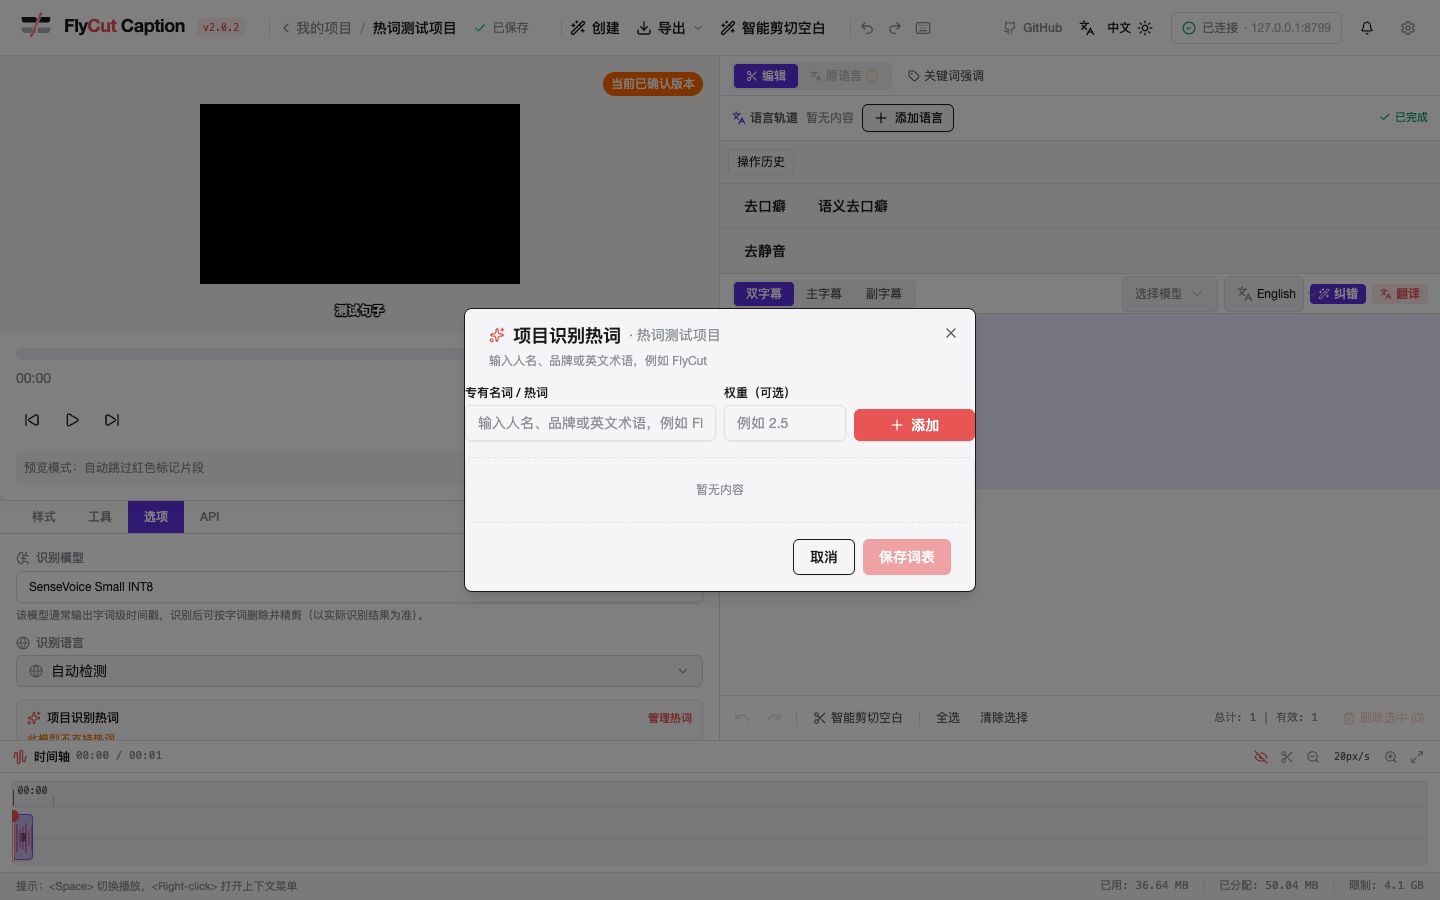 FlyCut Caption v2.0.2 我的项目 / 热词测试项目 已保存 创建 导出 智能剪切空白 GitHub 中文 已连接 · 127.0.0.1:8799
当前已确认版本
测试句子
00:00
预览模式：自动跳过红色标记片段
样式 工具 选项 API
识别模型
SenseVoice Small INT8
该模型通常输出字词级时间戳，识别后可按字词删除并精剪（以实际识别结果为准）。
识别语言
自动检测
项目识别热词 管理热词
此模型不支持热词
编辑 原语言 关键词强调
语言轨道 暂无内容 添加语言 已完成
操作历史
去口癖 语义去口癖
去静音
双字幕 主字幕 副字幕 选择模型 English 纠错 翻译
项目识别热词 · 热词测试项目
输入人名、品牌或英文术语，例如 FlyCut
专有名词 / 热词 权重（可选）
输入人名、品牌或英文术语，例如 Fl 例如 2.5 添加
暂无内容
取消 保存词表
智能剪切空白 全选 清除选择 总计: 1 | 有效: 1 删除选中 (0)
时间轴 00:00 / 00:01 20px/s
00:00
提示: <Space> 切换播放，<Right-click> 打开上下文菜单 已用: 36.64 MB 已分配: 50.04 MB 限制: 4.1 GB